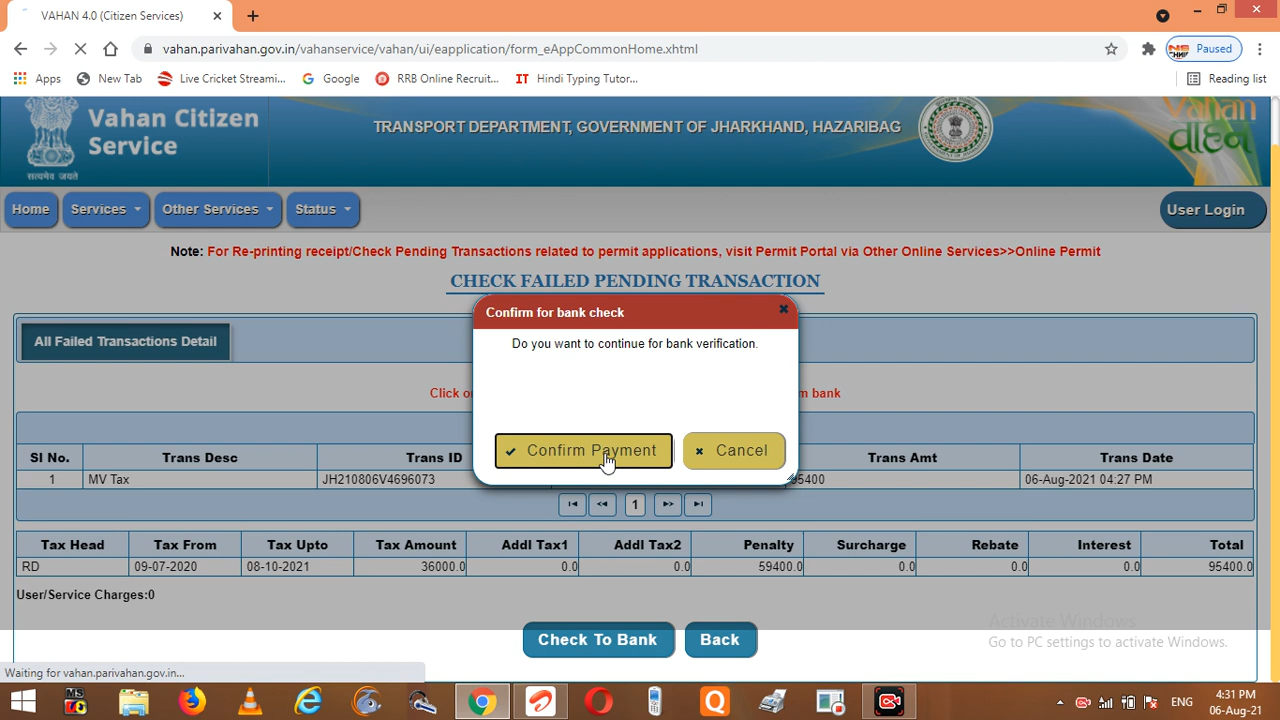 VAHAN 4.0 (Citizen Services)
vahan.parivahan.gov.in/vahanservice/vahan/ui/eapplication/form_eAppCommonHome.xhtml
Paused
Apps
New Tab
Live Cricket Streami...
Google
RRB Online Recruit...
IT Hindi Typing Tutor...
Reading list
सत्यमेव जयते
Vahan Citizen
Service
TRANSPORT DEPARTMENT, GOVERNMENT OF JHARKHAND, HAZARIBAG
Vahan
वाहन
Home
Services
Other Services
Status
User Login
Note: For Re-printing receipt/Check Pending Transactions related to permit applications, visit Permit Portal via Other Online Services>>Online Permit
CHECK FAILED PENDING TRANSACTION
Confirm for bank check
Do you want to continue for bank verification.
Confirm Payment
Cancel
All Failed Transactions Detail
Click o
m bank
Sl No. Trans Desc Trans ID Trans Amt Trans Date
1 MV Tax JH210806V4696073 95400 06-Aug-2021 04:27 PM
1
Tax Head Tax From Tax Upto Tax Amount Addl Tax1 Addl Tax2 Penalty Surcharge Rebate Interest Total
RD 09-07-2020 08-10-2021 36000.0 0.0 0.0 59400.0 0.0 0.0 0.0 95400.0
User/Service Charges:0
Check To Bank
Back
Activate Windows
Go to PC settings to activate Windows.
Waiting for vahan.parivahan.gov.in...
MS
Q
ENG
4:31 PM
06-Aug-21